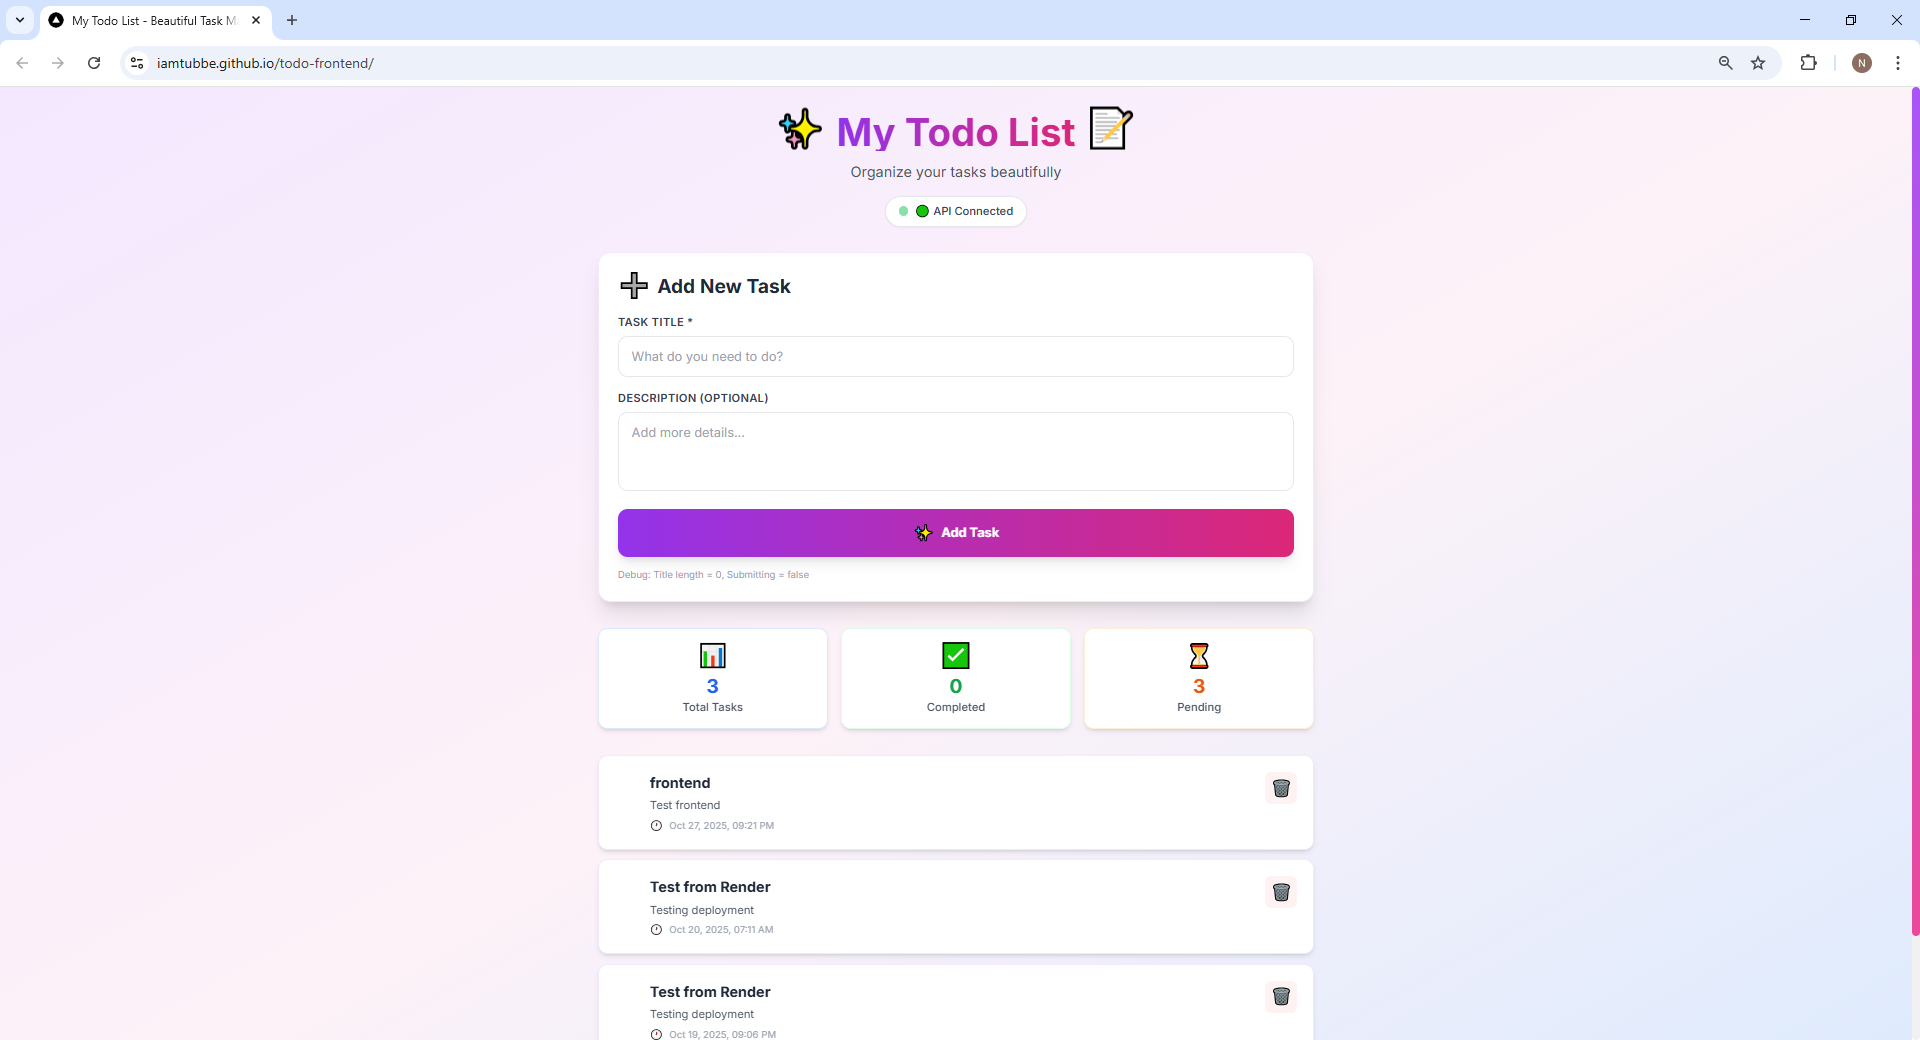 My Todo List - Beautiful Task M
iamtubbe.github.io/todo-frontend/
N
✨ My Todo List 📝
Organize your tasks beautifully
API Connected
➕ Add New Task
TASK TITLE *
What do you need to do?
DESCRIPTION (OPTIONAL)
Add more details...
✨ Add Task
Debug: Title length = 0, Submitting = false
3
Total Tasks
0
Completed
3
Pending
frontend
Test frontend
Oct 27, 2025, 09:21 PM
Test from Render
Testing deployment
Oct 20, 2025, 07:11 AM
Test from Render
Testing deployment
Oct 19, 2025, 09:06 PM